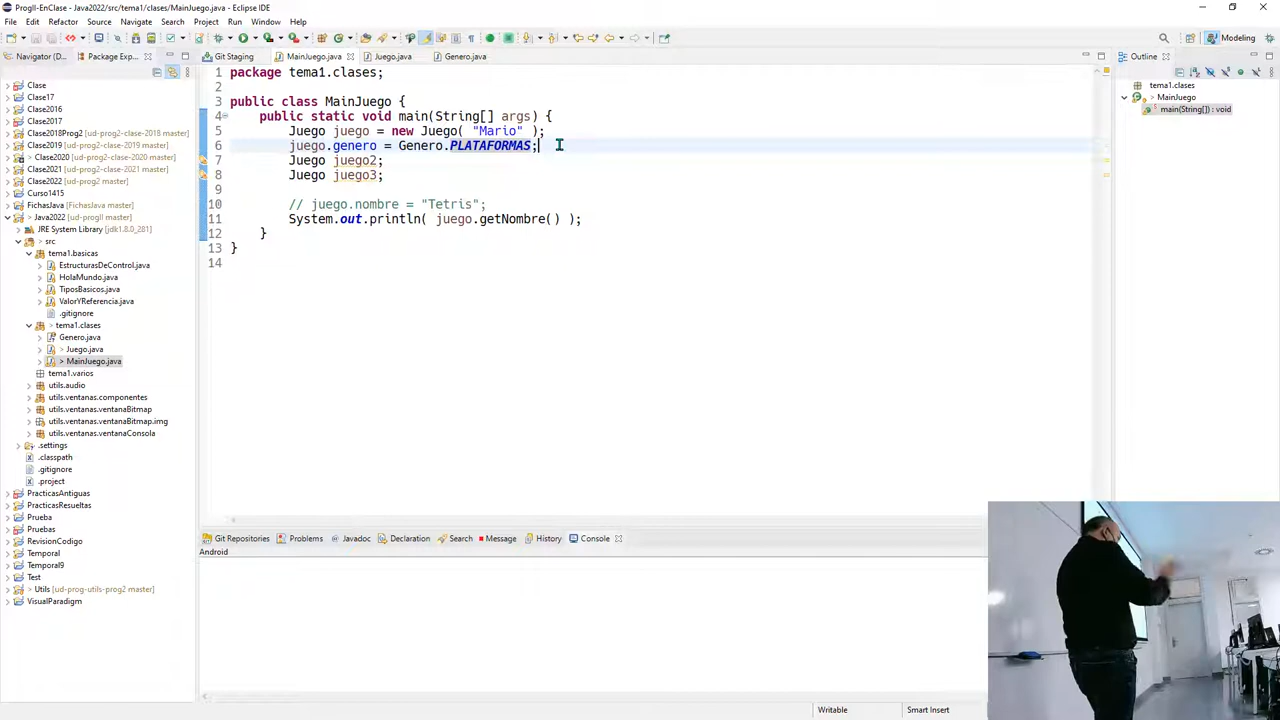 ProgII-EnClase - Java2022/src/tema1/clases/MainJuego.java - Eclipse IDE
File Edit Refactor Source Navigate Search Project Run Window Help
Modeling
Navigator (D...
Package Exp...
Git Staging
MainJuego.java
Juego.java
Genero.java
Outline
Clase
Clase17
Clase2016
Clase2017
Clase2018Prog2 [ud-prog2-clase-2018 master]
Clase2019 [ud-prog2-clase-2019 master]
> Clase2020 [ud-prog2-clase-2020 master]
Clase2021 [ud-prog2-clase-2021 master]
Clase2022 [ud-prog2 master]
Curso1415
FichasJava [FichasJava master]
> Java2022 [ud-progII master]
JRE System Library [jdk1.8.0_281]
> src
tema1.basicas
EstructurasDeControl.java
HolaMundo.java
TiposBasicos.java
ValorYReferencia.java
.gitignore
> tema1.clases
Genero.java
> Juego.java
> MainJuego.java
tema1.varios
utils.audio
utils.ventanas.componentes
utils.ventanas.ventanaBitmap
utils.ventanas.ventanaBitmap.img
utils.ventanas.ventanaConsola
.settings
.classpath
.gitignore
.project
PracticasAntiguas
PracticasResueltas
Prueba
Pruebas
RevisionCodigo
Temporal
Temporal9
Test
> Utils [ud-prog-utils-prog2 master]
VisualParadigm
1 package tema1.clases;
2
3 public class MainJuego {
4 public static void main(String[] args) {
5 Juego juego = new Juego( "Mario" );
6 juego.genero = Genero.PLATAFORMAS;
7 Juego juego2;
8 Juego juego3;
9
10 // juego.nombre = "Tetris";
11 System.out.println( juego.getNombre() );
12 }
13 }
14
tema1.clases
MainJuego
main(String[]) : void
Git Repositories
Problems
Javadoc
Declaration
Search
Message
History
Console
Android
Writable
Smart Insert